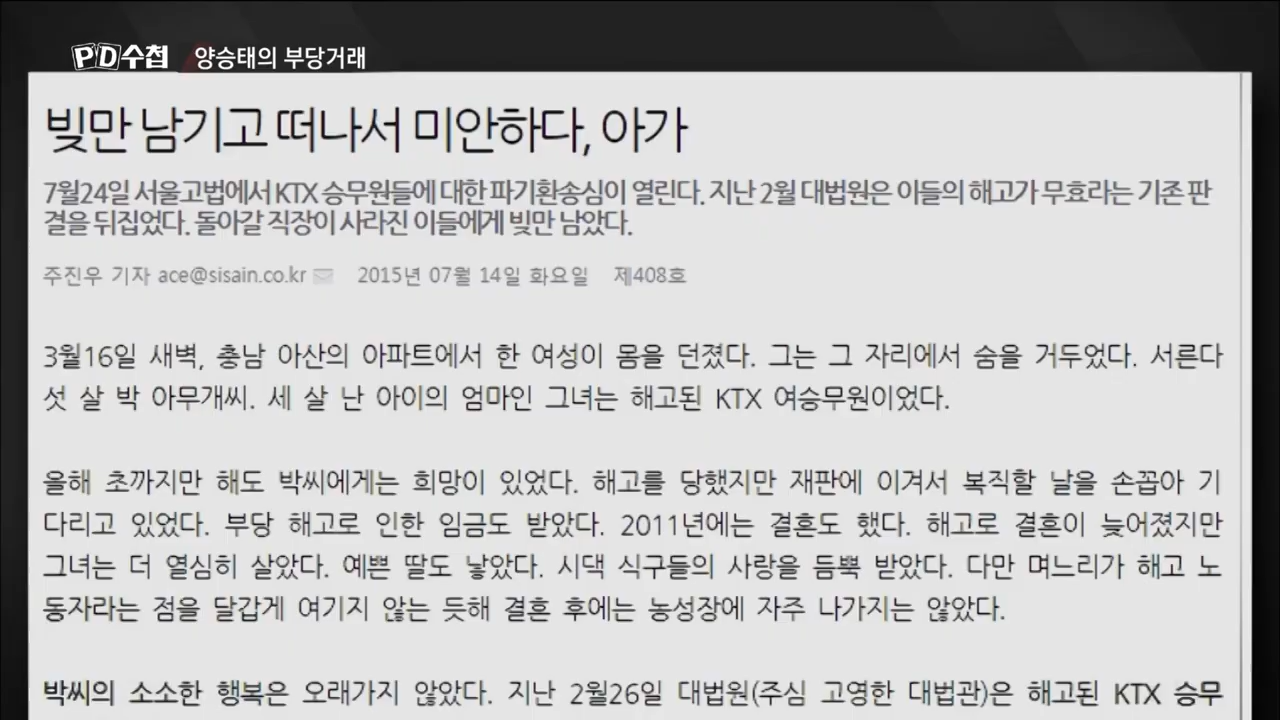 PD수첩 양승태의 부당거래
빚만 남기고 떠나서 미안하다, 아가
7월24일 서울고법에서 KTX 승무원들에 대한 파기환송심이 열린다. 지난 2월 대법원은 이들의 해고가 무효라는 기존 판
결을 뒤집었다. 돌아갈 직장이 사라진 이들에게 빚만 남았다.
주진우 기자 ace@sisain.co.kr 2015년 07월 14일 화요일 제408호
3월16일 새벽, 충남 아산의 아파트에서 한 여성이 몸을 던졌다. 그는 그 자리에서 숨을 거두었다. 서른다
섯 살 박 아무개씨. 세 살 난 아이의 엄마인 그녀는 해고된 KTX 여승무원이었다.
올해 초까지만 해도 박씨에게는 희망이 있었다. 해고를 당했지만 재판에 이겨서 복직할 날을 손꼽아 기
다리고 있었다. 부당 해고로 인한 임금도 받았다. 2011년에는 결혼도 했다. 해고로 결혼이 늦어졌지만
그녀는 더 열심히 살았다. 예쁜 딸도 낳았다. 시댁 식구들의 사랑을 듬뿍 받았다. 다만 며느리가 해고 노
동자라는 점을 달갑게 여기지 않는 듯해 결혼 후에는 농성장에 자주 나가지는 않았다.
박씨의 소소한 행복은 오래가지 않았다. 지난 2월26일 대법원(주심 고영한 대법관)은 해고된 KTX 승무